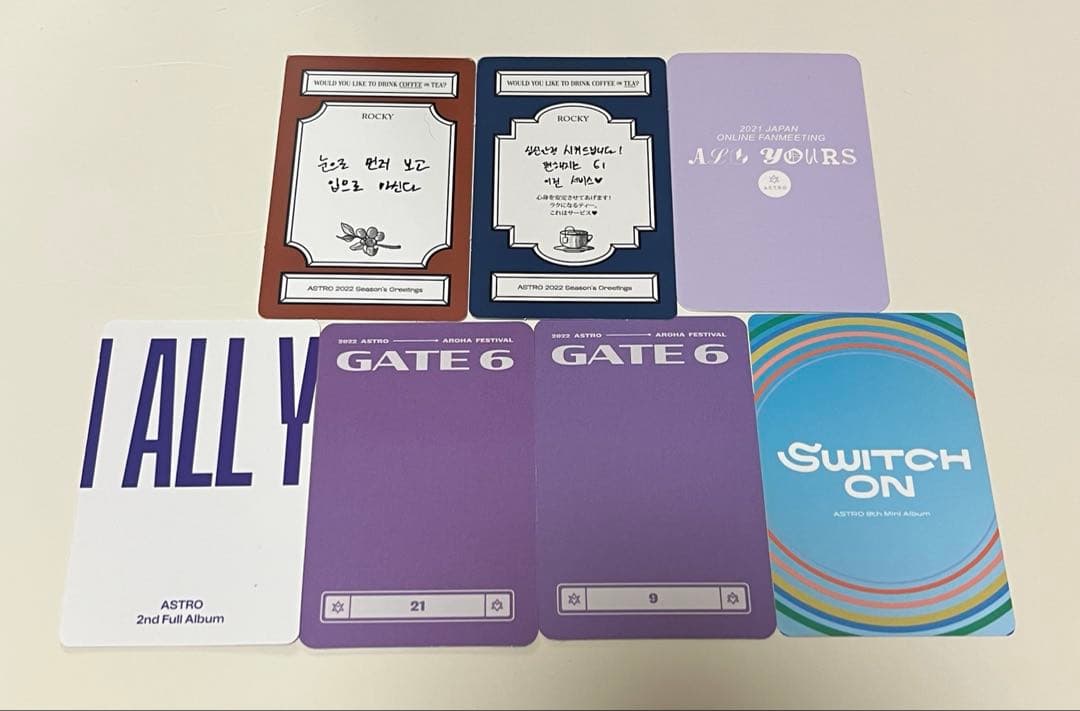 WOULD YOU LIKE TO DRINK COFFEE OR TEA?
ROCKY
눈으로 먼저 보고
입으로 마신다
ASTRO 2022 Season's Greetings
WOULD YOU LIKE TO DRINK COFFEE OR TEA?
ROCKY
심신안정 시켜드립니다!
편해지는 티
이건 서비스♥
心身を安定させてあげます!
ラクになるティー。
これはサービス♥
ASTRO 2022 Season's Greetings
2021 JAPAN
ONLINE FANMEETING
ALL YOURS
ASTRO
I ALL Y
ASTRO
2nd Full Album
2022 ASTRO AROHA FESTIVAL
GATE 6
21
2022 ASTRO AROHA FESTIVAL
GATE 6
9
SWITCH
ON
ASTRO 8th Mini Album